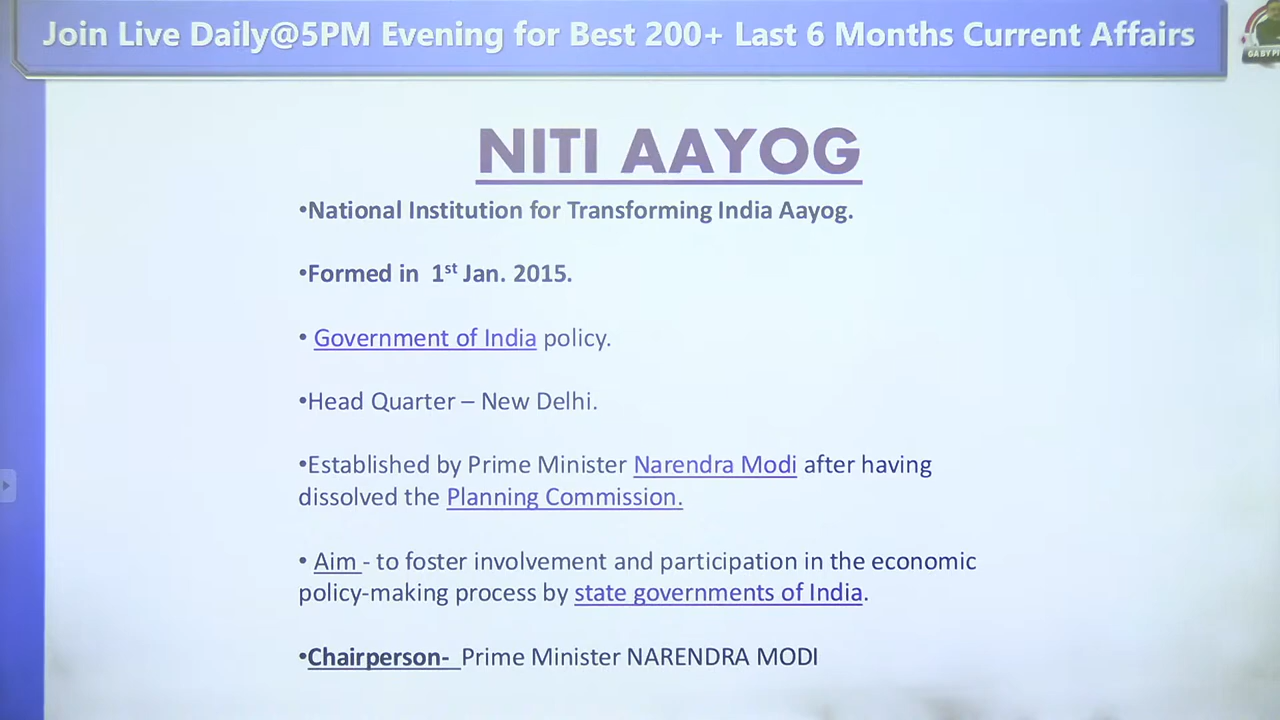 Join Live Daily@5PM Evening for Best 200+ Last 6 Months Current Affairs
NITI AAYOG
•National Institution for Transforming India Aayog.
•Formed in 1st Jan. 2015.
• Government of India policy.
•Head Quarter – New Delhi.
•Established by Prime Minister Narendra Modi after having
dissolved the Planning Commission.
• Aim - to foster involvement and participation in the economic
policy-making process by state governments of India.
•Chairperson- Prime Minister NARENDRA MODI